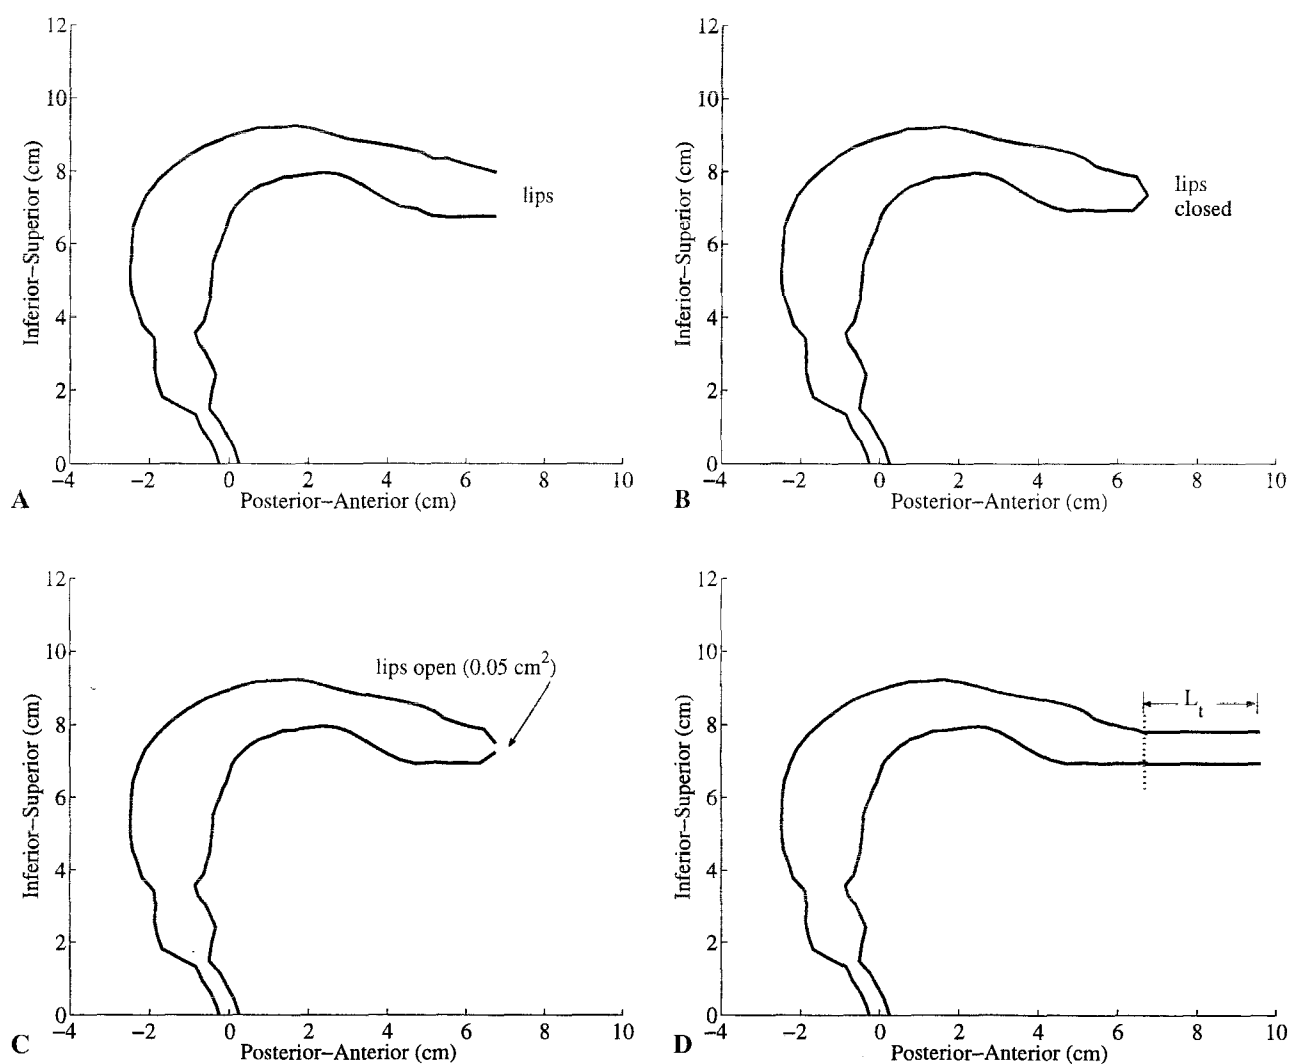 12
10
8
6
4
2
0
Inferior–Superior (cm)
lips
−4 −2 0 2 4 6 8 10
Posterior–Anterior (cm)
A
12
10
8
6
4
2
0
Inferior–Superior (cm)
lips
closed
−4 −2 0 2 4 6 8 10
Posterior–Anterior (cm)
B
12
10
8
6
4
2
0
Inferior–Superior (cm)
lips open (0.05 cm²)
−4 −2 0 2 4 6 8 10
Posterior–Anterior (cm)
C
12
10
8
6
4
2
0
Inferior–Superior (cm)
Lₜ
−4 −2 0 2 4 6 8 10
Posterior–Anterior (cm)
D